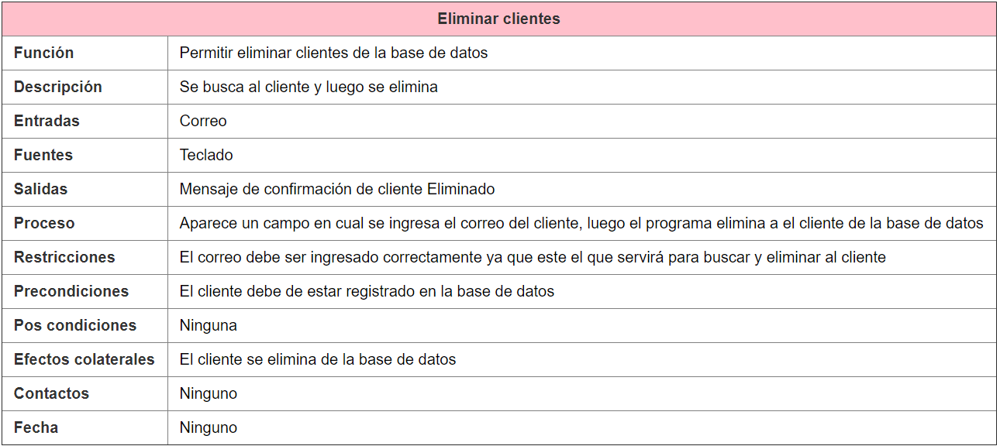 Eliminar clientes
Función Permitir eliminar clientes de la base de datos
Descripción Se busca al cliente y luego se elimina
Entradas Correo
Fuentes Teclado
Salidas Mensaje de confirmación de cliente Eliminado
Proceso Aparece un campo en cual se ingresa el correo del cliente, luego el programa elimina a el cliente de la base de datos
Restricciones El correo debe ser ingresado correctamente ya que este el que servirá para buscar y eliminar al cliente
Precondiciones El cliente debe de estar registrado en la base de datos
Pos condiciones Ninguna
Efectos colaterales El cliente se elimina de la base de datos
Contactos Ninguno
Fecha Ninguno